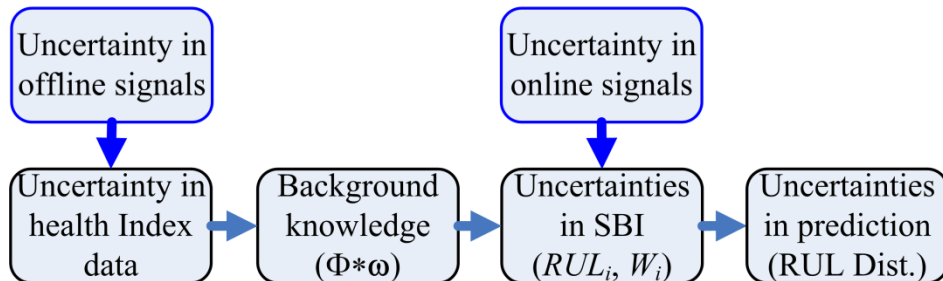 Uncertainty in
offline signals
Uncertainty in
online signals
Uncertainty in
health Index
data
Background
knowledge
(Φ*ω)
Uncertainties
in SBI
(RULᵢ, Wᵢ)
Uncertainties
in prediction
(RUL Dist.)